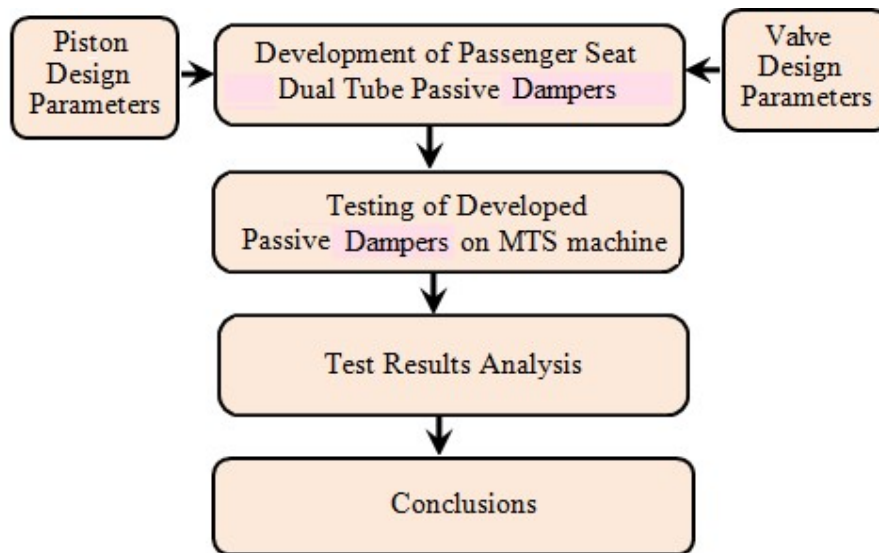 Piston
Design
Parameters
Development of Passenger Seat
Dual Tube Passive Dampers
Valve
Design
Parameters
Testing of Developed
Passive Dampers on MTS machine
Test Results Analysis
Conclusions